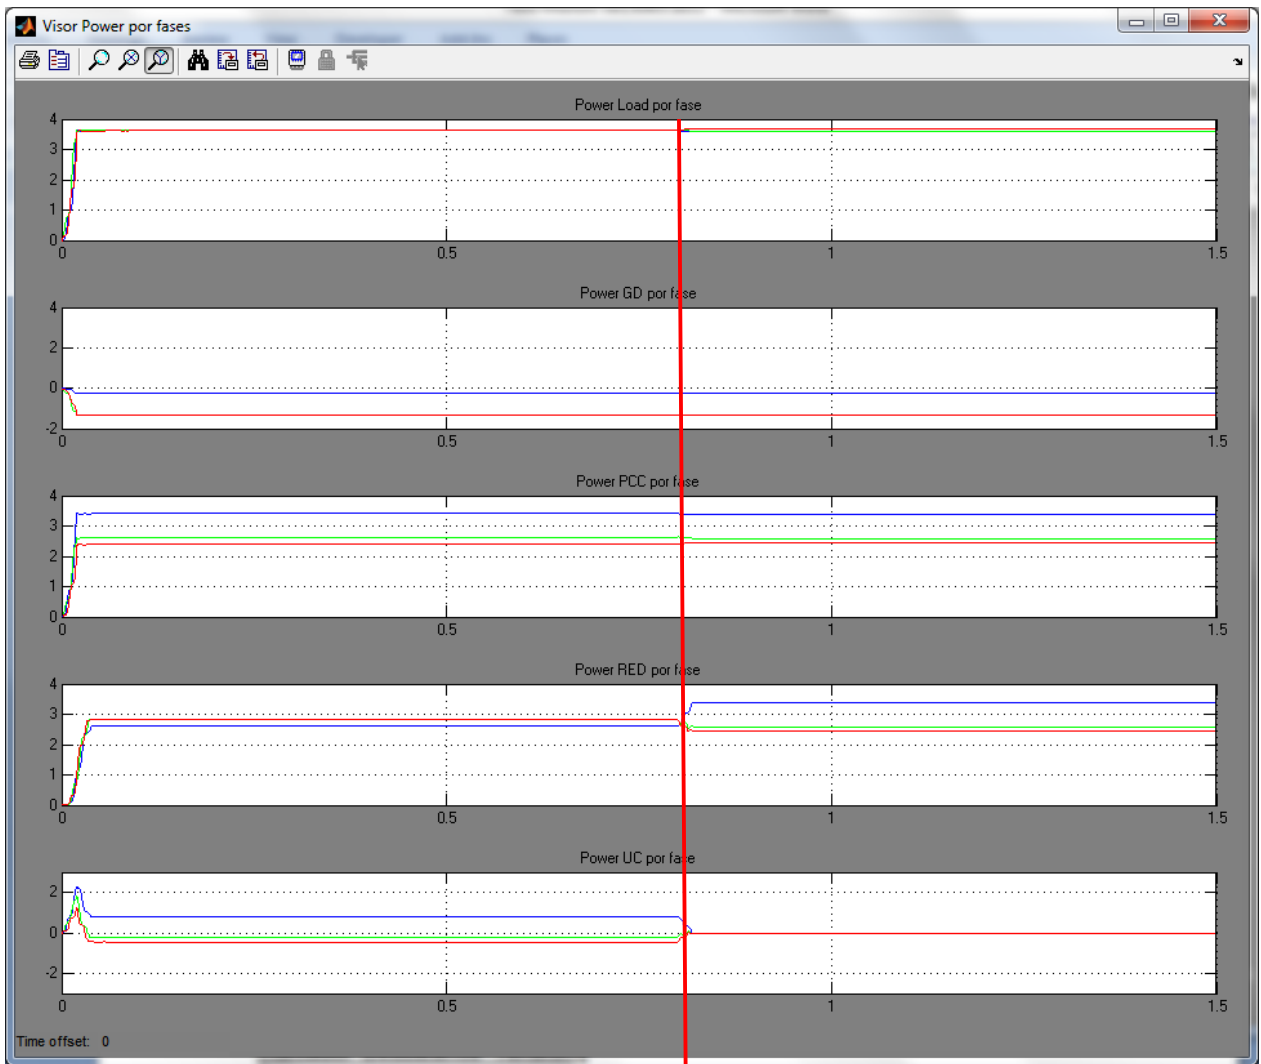 Visor Power por fases
Power Load por fase
4
3
2
1
0
0 0.5 1 1.5
Power GD por fase
4
2
0
-2
0 0.5 1 1.5
Power PCC por fase
4
3
2
1
0
0 0.5 1 1.5
Power RED por fase
4
3
2
1
0
0 0.5 1 1.5
Power UC por fase
2
0
-2
0 0.5 1 1.5
Time offset: 0